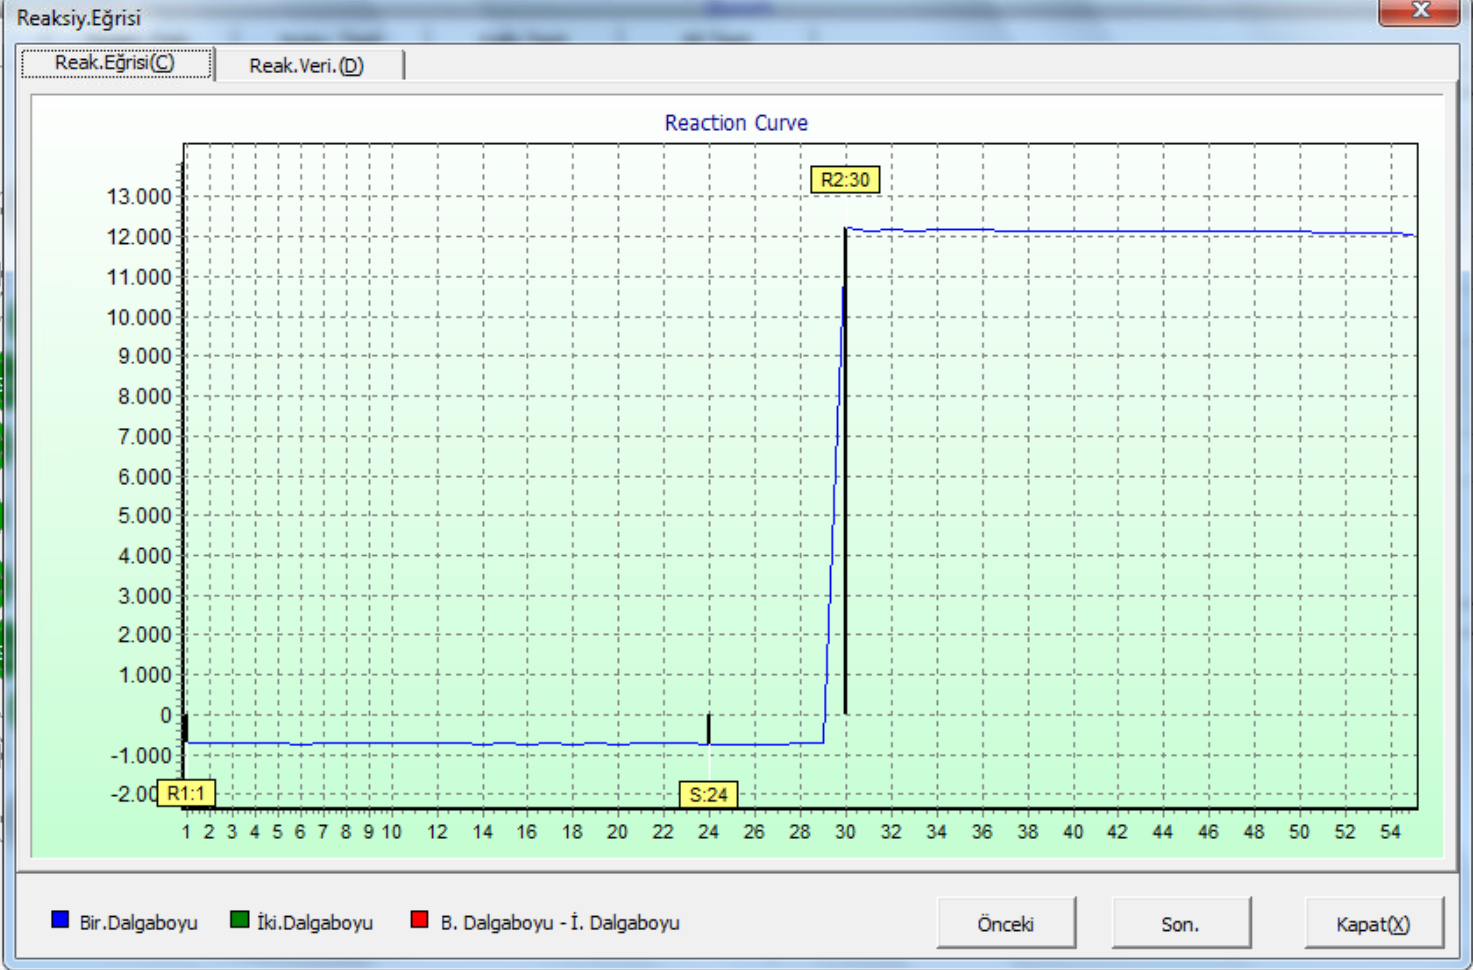 Reaksiy.Eğrisi
Reak.Eğrisi(C) Reak.Veri.(D)
Reaction Curve
R2:30
13.000
12.000
11.000
10.000
9.000
8.000
7.000
6.000
5.000
4.000
3.000
2.000
1.000
0
-1.000
-2.00 R1:1 S:24
1 2 3 4 5 6 7 8 9 10 12 14 16 18 20 22 24 26 28 30 32 34 36 38 40 42 44 46 48 50 52 54
Bir.Dalgaboyu İki.Dalgaboyu B. Dalgaboyu - İ. Dalgaboyu Önceki Son. Kapat(X)